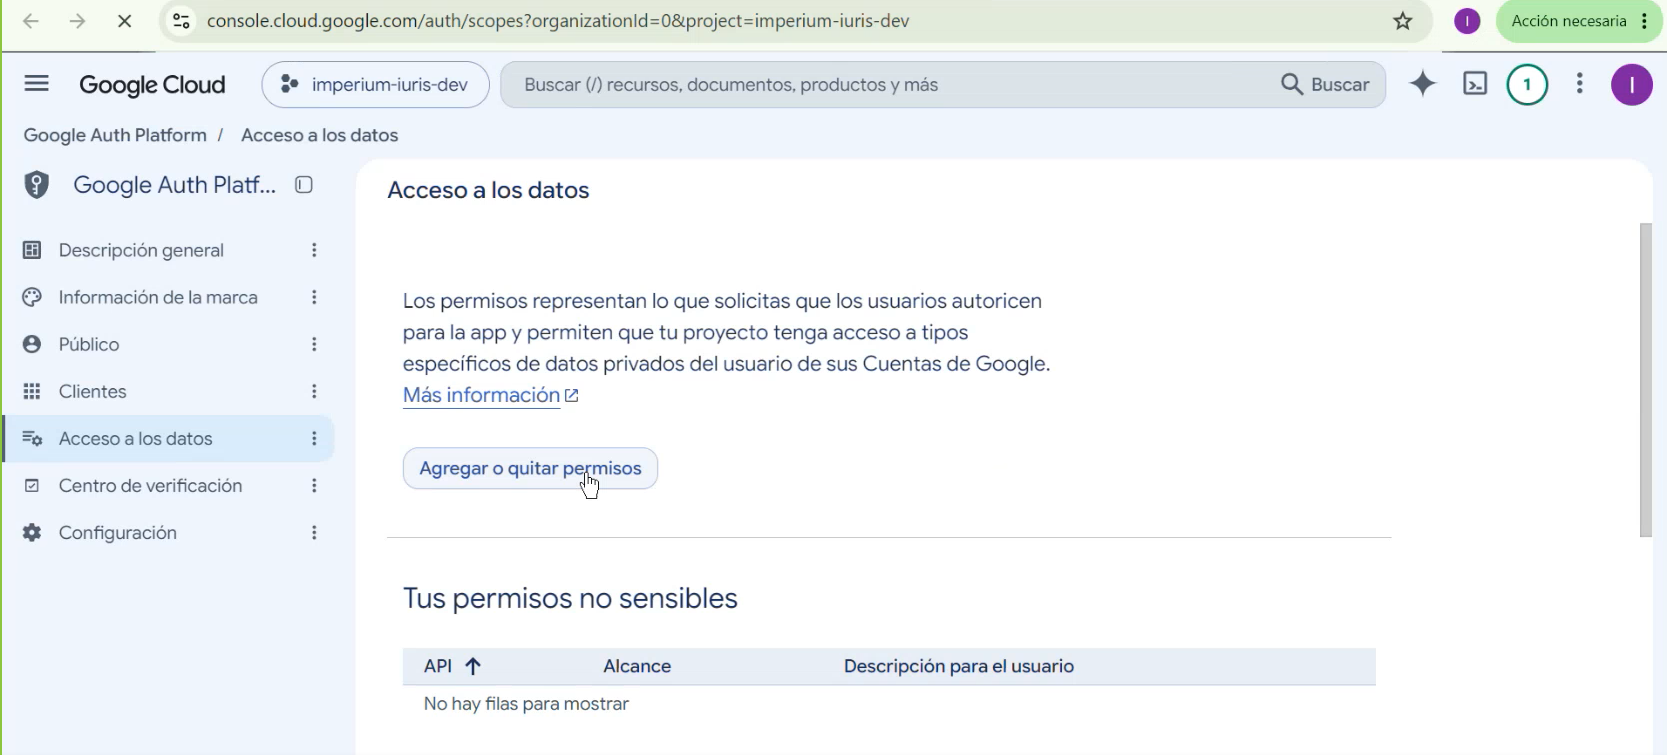 console.cloud.google.com/auth/scopes?organizationId=0&project=imperium-iuris-dev
I
Acción necesaria
Google Cloud
imperium-iuris-dev
Buscar (/) recursos, documentos, productos y más
Buscar
1
I
Google Auth Platform / Acceso a los datos
Google Auth Platf...
Descripción general
Información de la marca
Público
Clientes
Acceso a los datos
Centro de verificación
Configuración
Acceso a los datos
Los permisos representan lo que solicitas que los usuarios autoricen
para la app y permiten que tu proyecto tenga acceso a tipos
específicos de datos privados del usuario de sus Cuentas de Google.
Más información
Agregar o quitar permisos
Tus permisos no sensibles
API Alcance Descripción para el usuario
No hay filas para mostrar